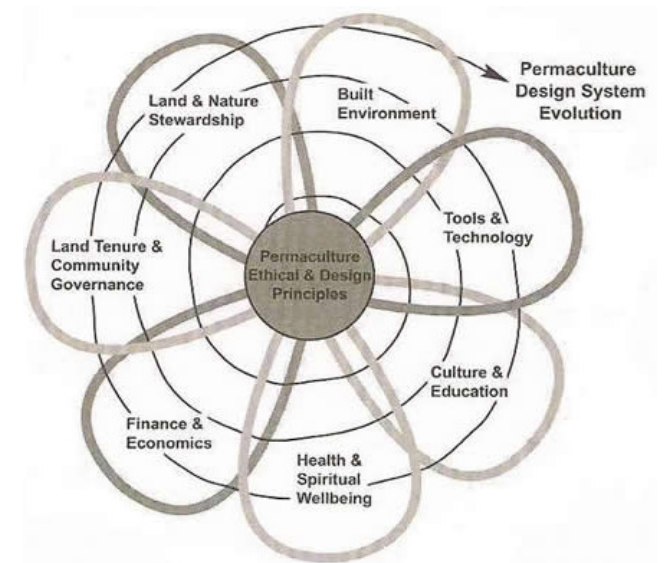 Permaculture
Design System
Evolution
Land & Nature
Stewardship
Built
Environment
Tools &
Technology
Culture &
Education
Health &
Spiritual
Wellbeing
Finance &
Economics
Land Tenure &
Community
Governance
Permaculture
Ethical & Design
Principles